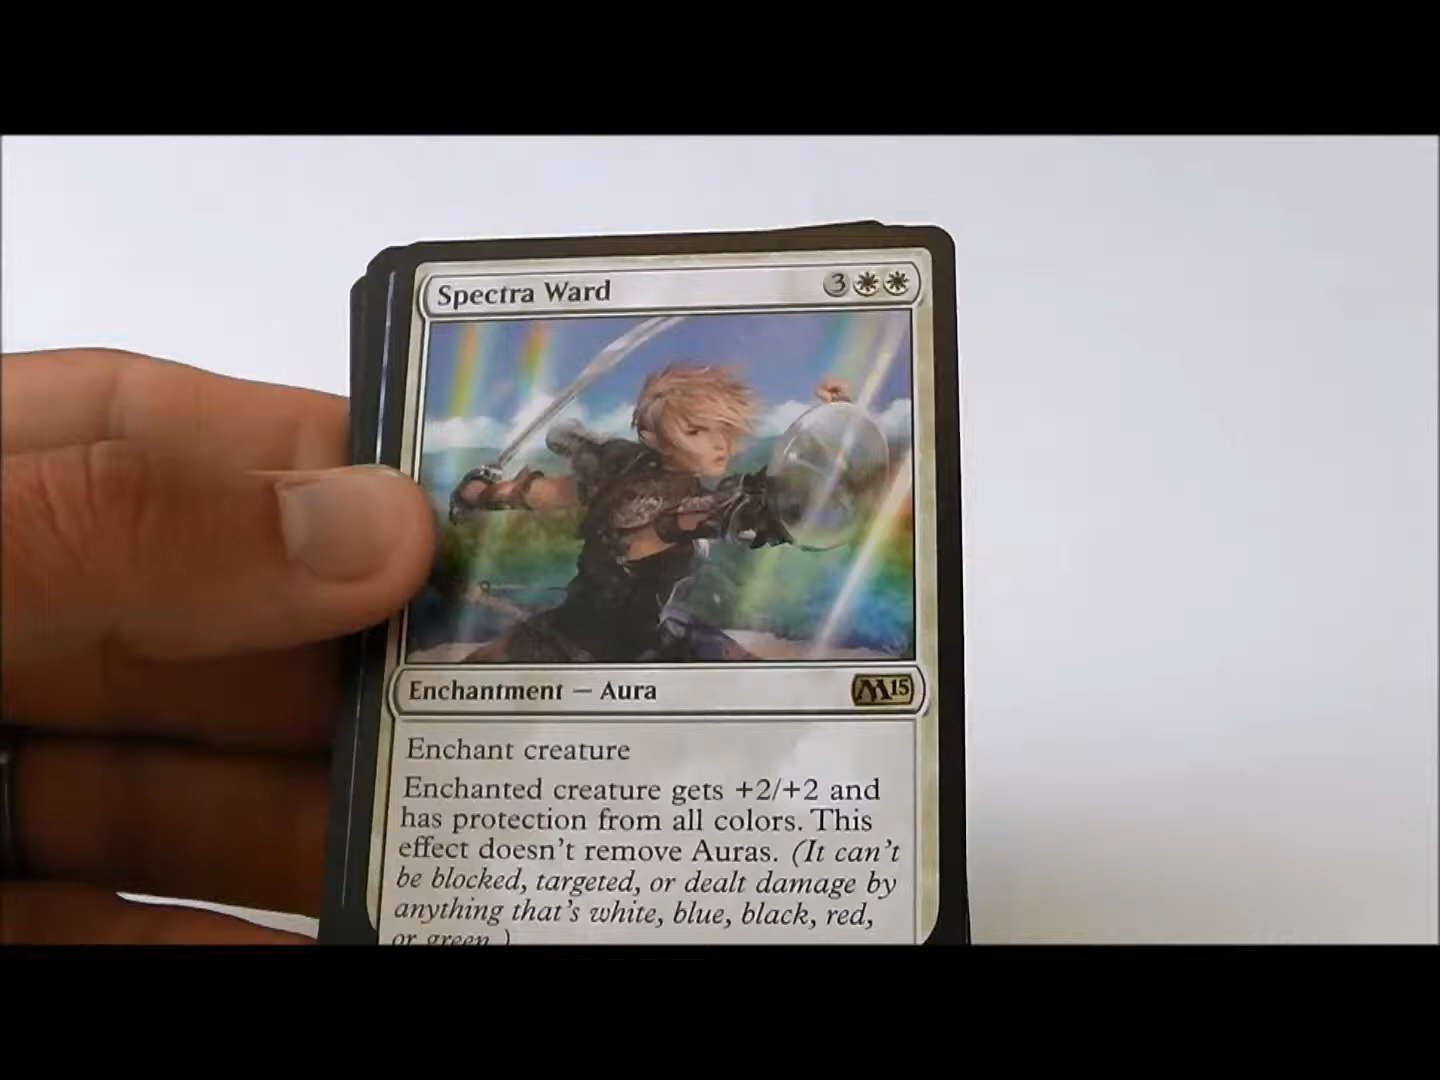 Spectra Ward 3
Enchantment — Aura M15
Enchant creature
Enchanted creature gets +2/+2 and
has protection from all colors. This
effect doesn't remove Auras. (It can't
be blocked, targeted, or dealt damage by
anything that's white, blue, black, red,
or green.)